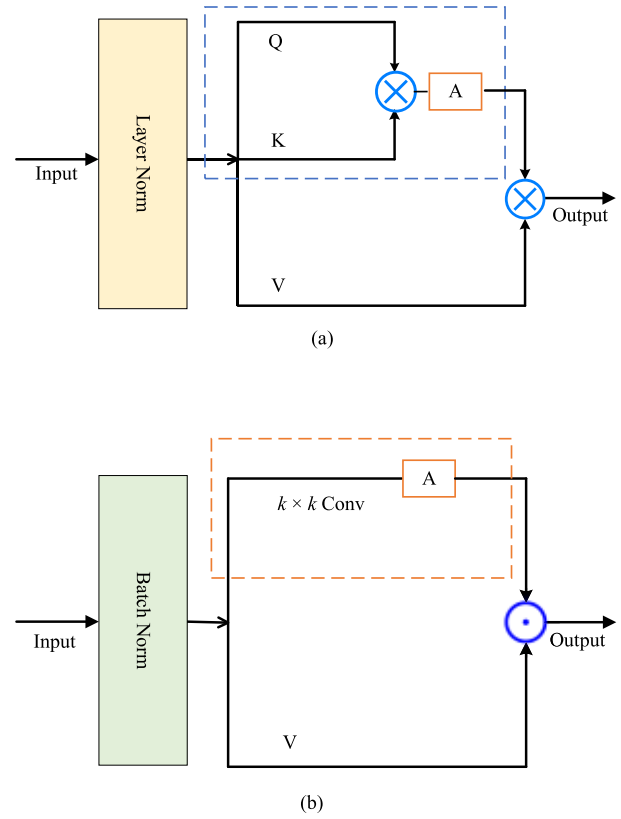 Q
A
K
Layer Norm
Input
Output
V
(a)
A
k × k Conv
Batch Norm
Input
Output
V
(b)